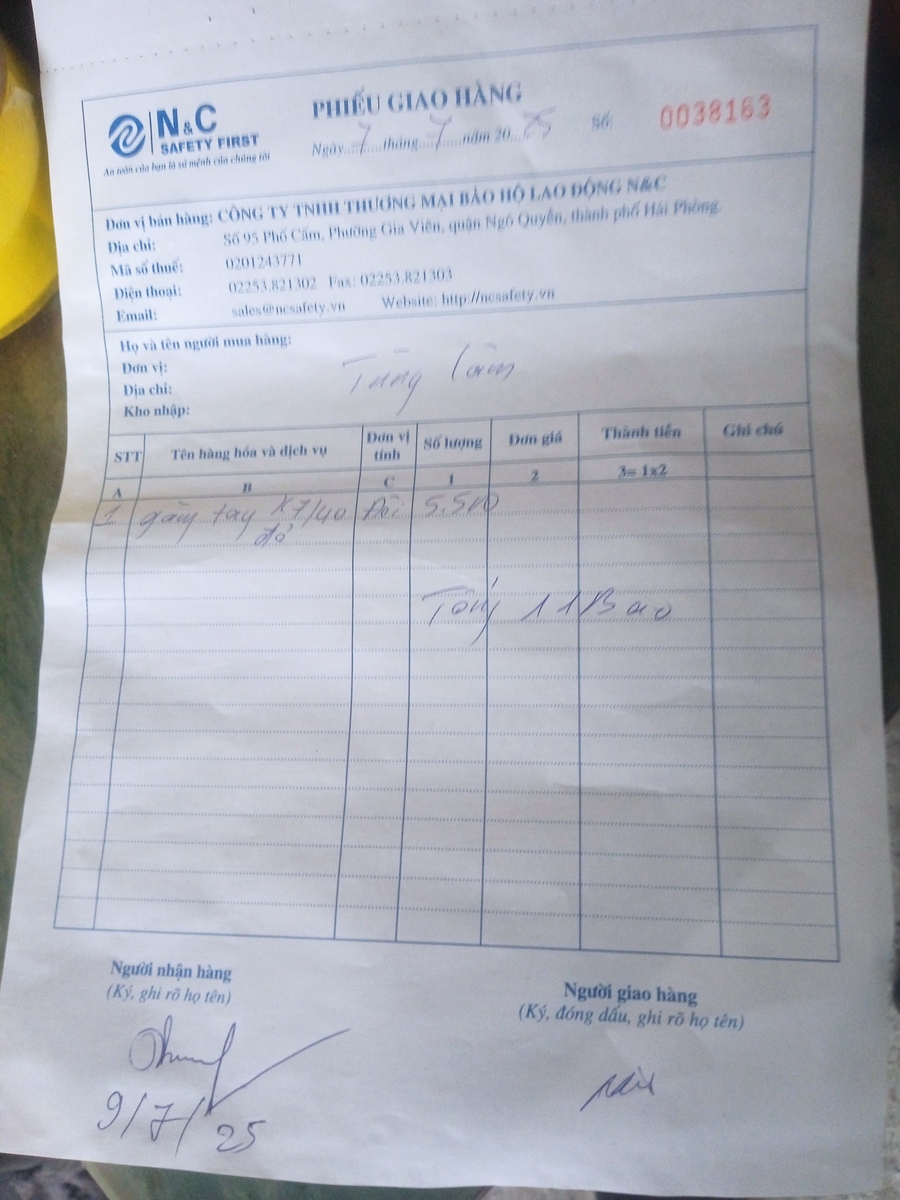 N&C
SAFETY FIRST
An toàn của bạn là sứ mệnh của chúng tôi
PHIẾU GIAO HÀNG
Ngày...7....tháng...7....năm 20...25
Số: 0038163
Đơn vị bán hàng: CÔNG TY TNHH THƯƠNG MẠI BẢO HỘ LAO ĐỘNG N&C
Địa chỉ: Số 95 Phố Cấm, Phường Gia Viên, quận Ngô Quyền, thành phố Hải Phòng.
Mã số thuế: 0201243771
Điện thoại: 02253.821302 Fax: 02253.821303
Email: sales@ncsafety.vn Website: http://ncsafety.vn
Họ và tên người mua hàng:
Đơn vị: Tùng Lâm
Địa chỉ:
Kho nhập:
STT Tên hàng hóa và dịch vụ Đơn vị tính Số lượng Đơn giá Thành tiền Ghi chú
A B C 1 2 3= 1x2
1 găng tay K7/40 Đôi 5.500
đỏ
Tổng 11 Bao
Người nhận hàng
(Ký, ghi rõ họ tên)
Người giao hàng
(Ký, đóng dấu, ghi rõ họ tên)
9/7/25